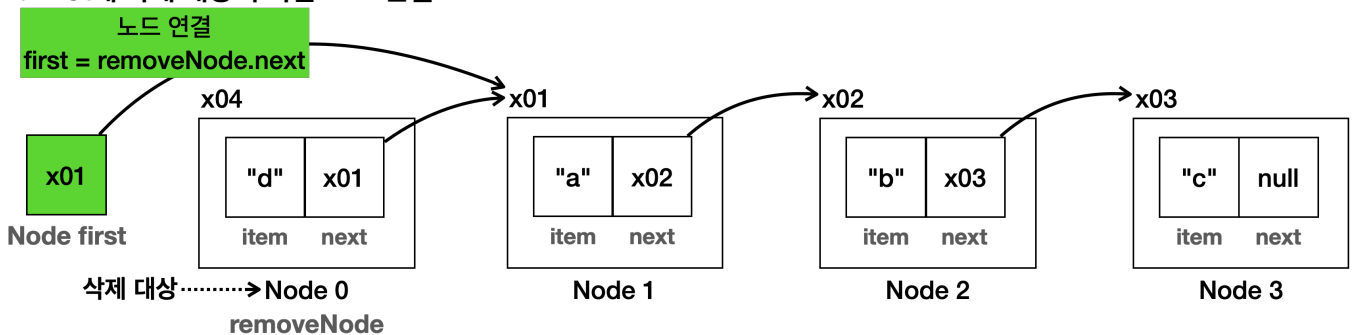 노드 연결
first = removeNode.next
x04
x01
x02
x03
x01
"d"
x01
"a"
x02
"b"
x03
"c"
null
Node first
item
next
item
next
item
next
item
next
삭제 대상
Node 0
Node 1
Node 2
Node 3
removeNode